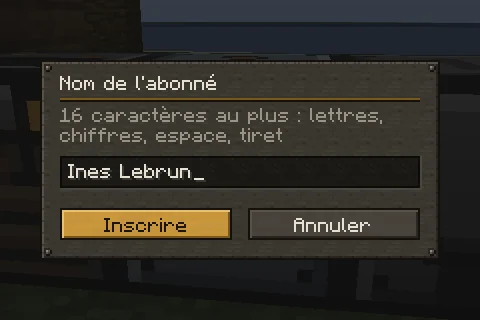 Nom de l'abonné
16 caractères au plus : lettres,
chiffres, espace, tiret
Ines Lebrun_
Inscrire
Annuler